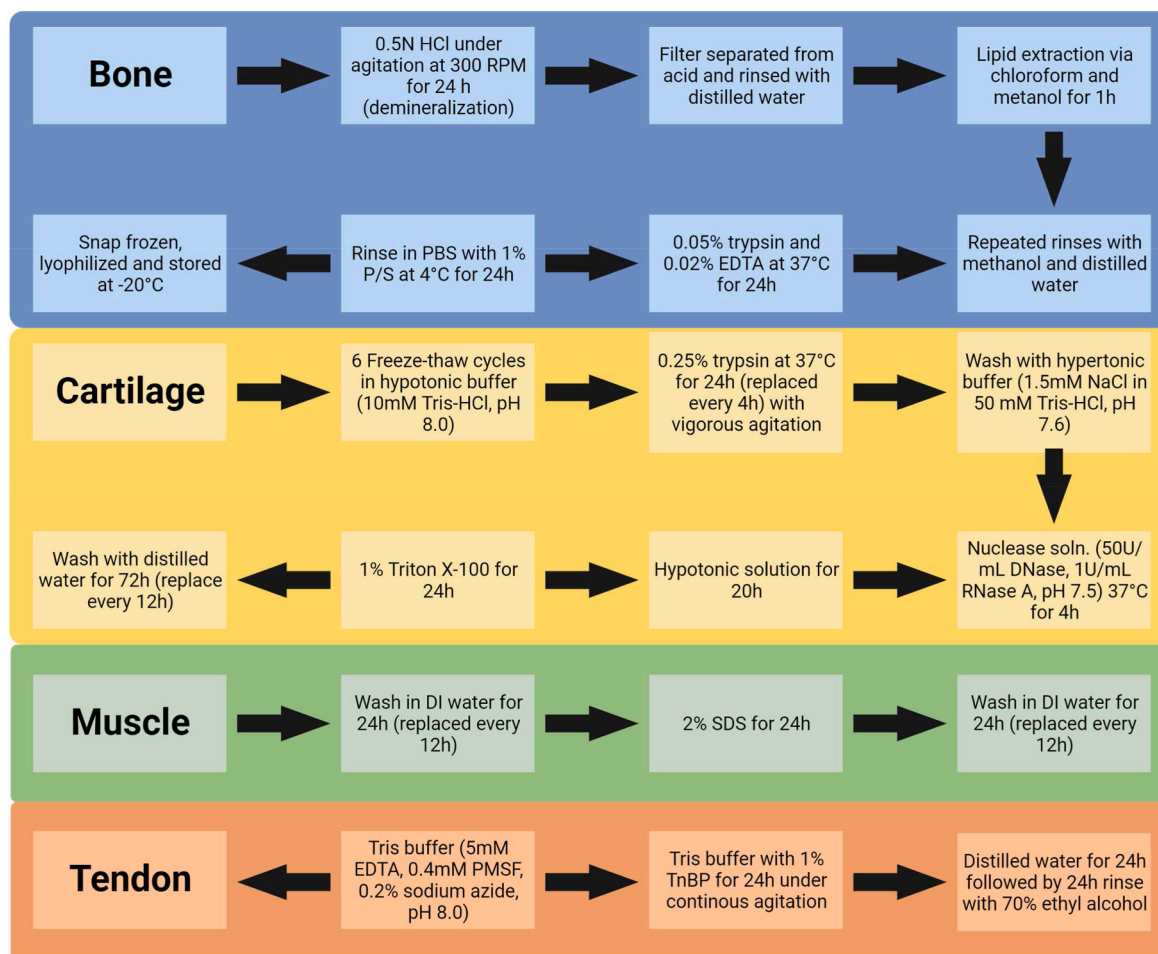 Bone
0.5N HCl under
agitation at 300 RPM
for 24 h
(demineralization)
Filter separated from
acid and rinsed with
distilled water
Lipid extraction via
chloroform and
metanol for 1h
Snap frozen,
lyophilized and stored
at -20°C
Rinse in PBS with 1%
P/S at 4°C for 24h
0.05% trypsin and
0.02% EDTA at 37°C
for 24h
Repeated rinses with
methanol and distilled
water
Cartilage
6 Freeze-thaw cycles
in hypotonic buffer
(10mM Tris-HCl, pH
8.0)
0.25% trypsin at 37°C
for 24h (replaced
every 4h) with
vigorous agitation
Wash with hypertonic
buffer (1.5mM NaCl in
50 mM Tris-HCl, pH
7.6)
Wash with distilled
water for 72h (replace
every 12h)
1% Triton X-100 for
24h
Hypotonic solution for
20h
Nuclease soln. (50U/
mL DNase, 1U/mL
RNase A, pH 7.5) 37°C
for 4h
Muscle
Wash in DI water for
24h (replaced every
12h)
2% SDS for 24h
Wash in DI water for
24h (replaced every
12h)
Tendon
Tris buffer (5mM
EDTA, 0.4mM PMSF,
0.2% sodium azide,
pH 8.0)
Tris buffer with 1%
TnBP for 24h under
continous agitation
Distilled water for 24h
followed by 24h rinse
with 70% ethyl alcohol